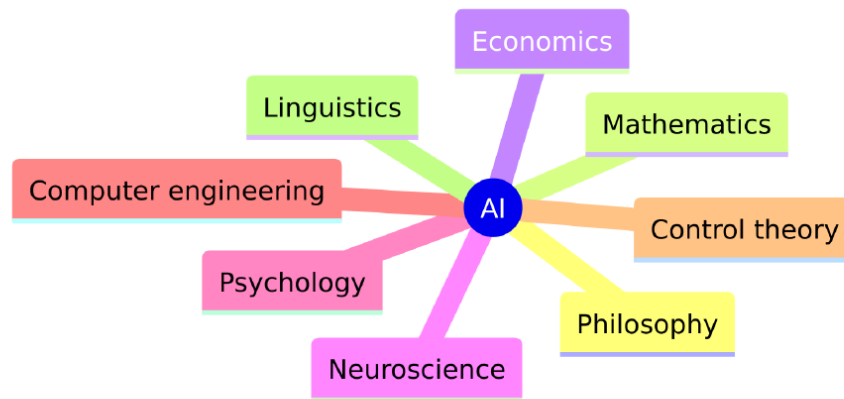 Economics
Linguistics
Mathematics
Computer engineering
AI
Control theory
Psychology
Philosophy
Neuroscience